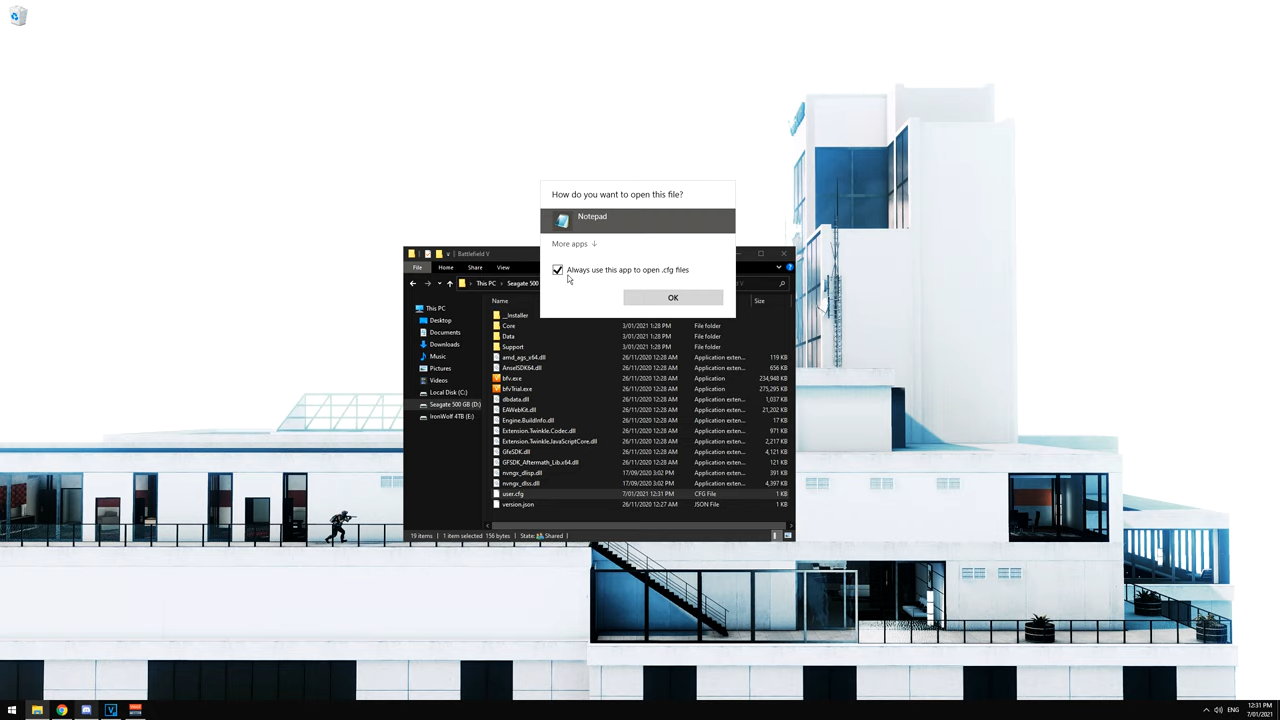 How do you want to open this file?
Notepad
More apps ↓
Always use this app to open .cfg files
OK
Battlefield V
File Home Share View
This PC Seagate 500
Name Size
This PC
Desktop
Documents
Downloads
Music
Pictures
Videos
Local Disk (C:)
Seagate 500 GB (D:)
IronWolf 4TB (E:)
__Installer
Core 3/01/2021 1:28 PM File folder
Data 3/01/2021 1:28 PM File folder
Support 3/01/2021 1:28 PM File folder
amd_ags_x64.dll 26/11/2020 12:28 AM Application exten... 119 KB
AnselSDK64.dll 26/11/2020 12:28 AM Application exten... 656 KB
bfv.exe 26/11/2020 12:28 AM Application 234,948 KB
bfvTrial.exe 26/11/2020 12:28 AM Application 275,295 KB
dbdata.dll 26/11/2020 12:28 AM Application exten... 1,037 KB
EAWebKit.dll 26/11/2020 12:28 AM Application exten... 21,202 KB
Engine.BuildInfo.dll 26/11/2020 12:28 AM Application exten... 17 KB
Extension.Twinkle.Codec.dll 26/11/2020 12:28 AM Application exten... 971 KB
Extension.Twinkle.JavaScriptCore.dll 26/11/2020 12:28 AM Application exten... 2,217 KB
GfeSDK.dll 26/11/2020 12:28 AM Application exten... 4,121 KB
GFSDK_Aftermath_Lib.x64.dll 26/11/2020 12:28 AM Application exten... 621 KB
nvngx_dlisp.dll 17/09/2020 3:02 PM Application exten... 391 KB
nvngx_dlss.dll 17/09/2020 3:02 PM Application exten... 4,397 KB
user.cfg 7/01/2021 12:31 PM CFG File 1 KB
version.json 26/11/2020 12:27 AM JSON File 1 KB
19 items 1 item selected 156 bytes State: Shared
ENG 12:31 PM
7/01/2021